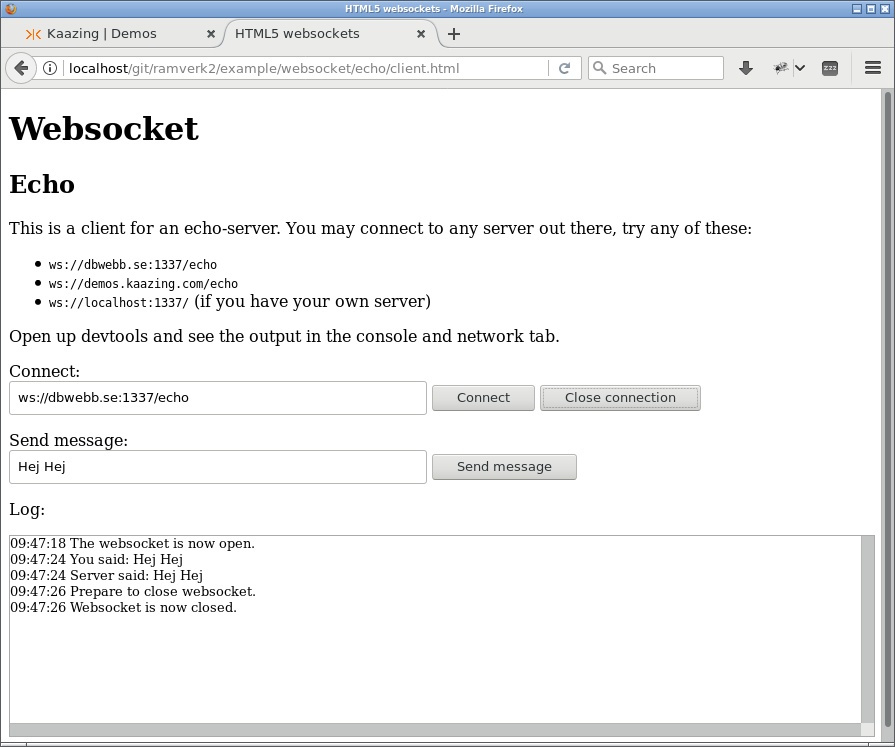 HTML5 websockets - Mozilla Firefox
Kaazing | Demos
HTML5 websockets
localhost/git/ramverk2/example/websocket/echo/client.html
Search
zzz
Websocket
Echo
This is a client for an echo-server. You may connect to any server out there, try any of these:
ws://dbwebb.se:1337/echo
ws://demos.kaazing.com/echo
ws://localhost:1337/ (if you have your own server)
Open up devtools and see the output in the console and network tab.
Connect:
ws://dbwebb.se:1337/echo Connect Close connection
Send message:
Hej Hej Send message
Log:
09:47:18 The websocket is now open.
09:47:24 You said: Hej Hej
09:47:24 Server said: Hej Hej
09:47:26 Prepare to close websocket.
09:47:26 Websocket is now closed.